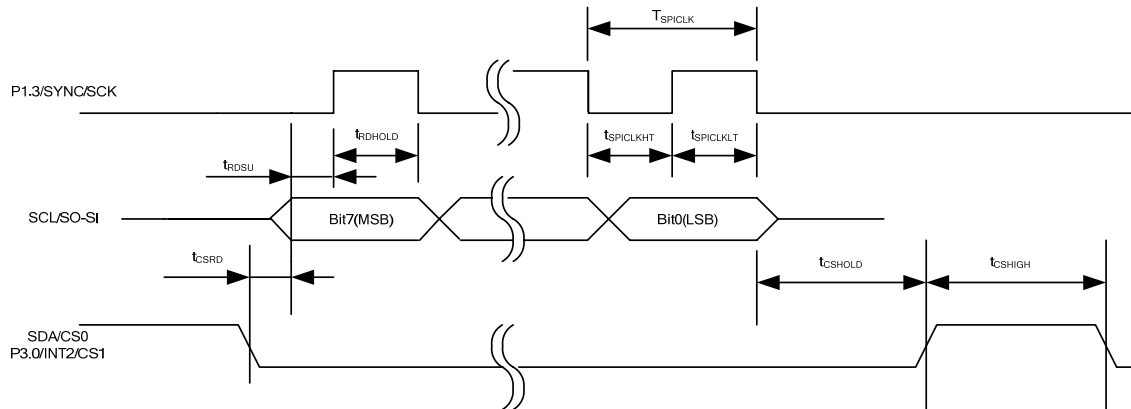 TSPICLK
P1.3/SYNC/SCK
tRDHOLD
tSPICLKHT
tSPICLKLT
tRDSU
SCL/SO-SI
Bit7(MSB)
Bit0(LSB)
tCSRD
tCSHOLD
tCSHIGH
SDA/CS0
P3.0/INT2/CS1